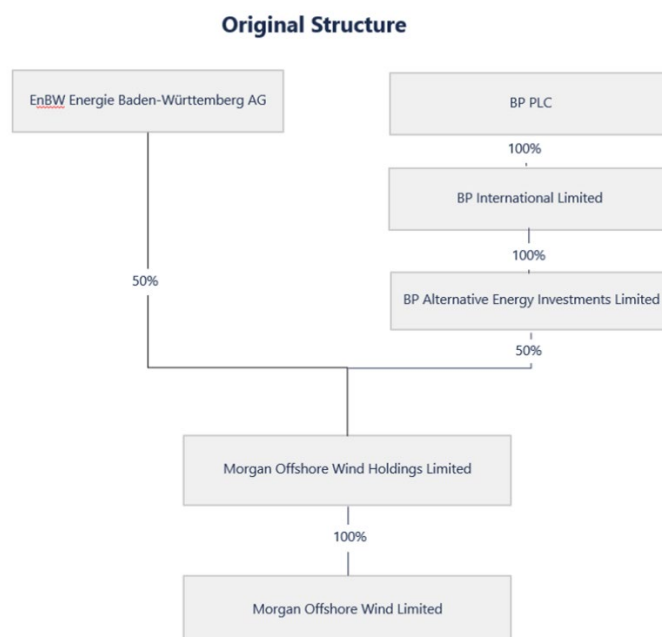 Original Structure
EnBW Energie Baden-Württemberg AG
BP PLC
100%
BP International Limited
100%
BP Alternative Energy Investments Limited
50%
50%
Morgan Offshore Wind Holdings Limited
100%
Morgan Offshore Wind Limited